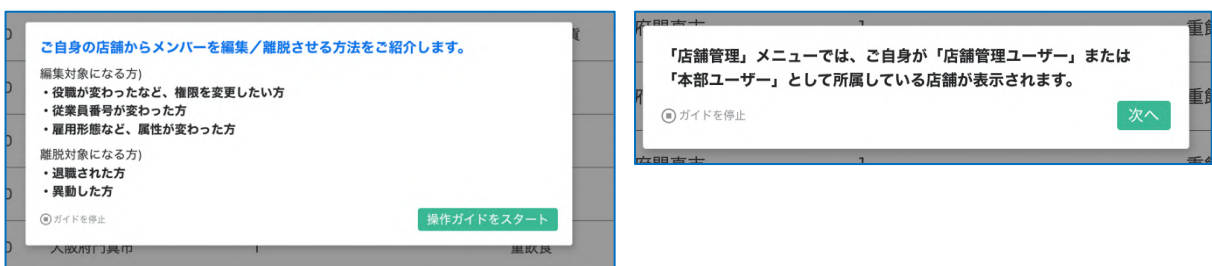 ご自身の店舗からメンバーを編集／離脱させる方法をご紹介します。
編集対象になる方)
・役職が変わったなど、権限を変更したい方
・従業員番号が変わった方
・雇用形態など、属性が変わった方
離脱対象になる方)
・退職された方
・異動した方
ガイドを停止
操作ガイドをスタート
大阪府門真市
1
重飲食
「店舗管理」メニューでは、ご自身が「店舗管理ユーザー」または
「本部ユーザー」として所属している店舗が表示されます。
ガイドを停止
次へ